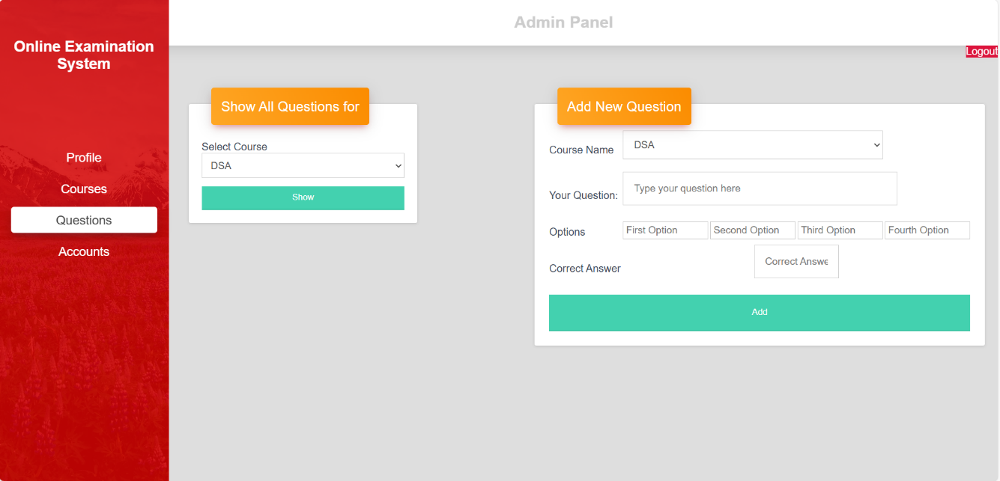 Online Examination
System
Profile
Courses
Questions
Accounts
Admin Panel
Logout
Show All Questions for
Select Course
DSA
Show
Add New Question
Course Name DSA
Your Question: Type your question here
Options First Option Second Option Third Option Fourth Option
Correct Answer Correct Answe
Add